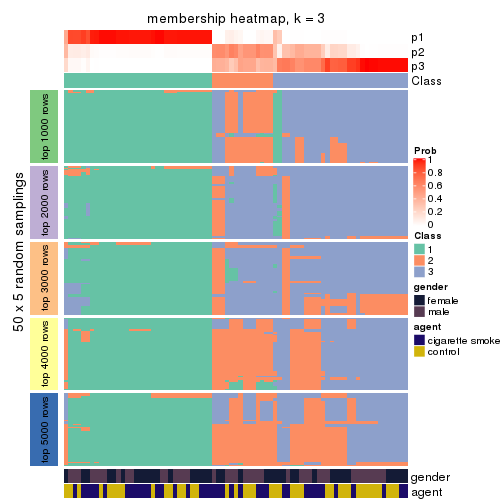 membership heatmap, k = 3
p1
p2
p3
Class
50 x 5 random samplings
top 1000 rows
top 2000 rows
top 3000 rows
top 4000 rows
top 5000 rows
Prob
1
0.8
0.6
0.4
0.2
0
Class
1
2
3
gender
female
male
agent
cigarette smoke
control
gender
agent